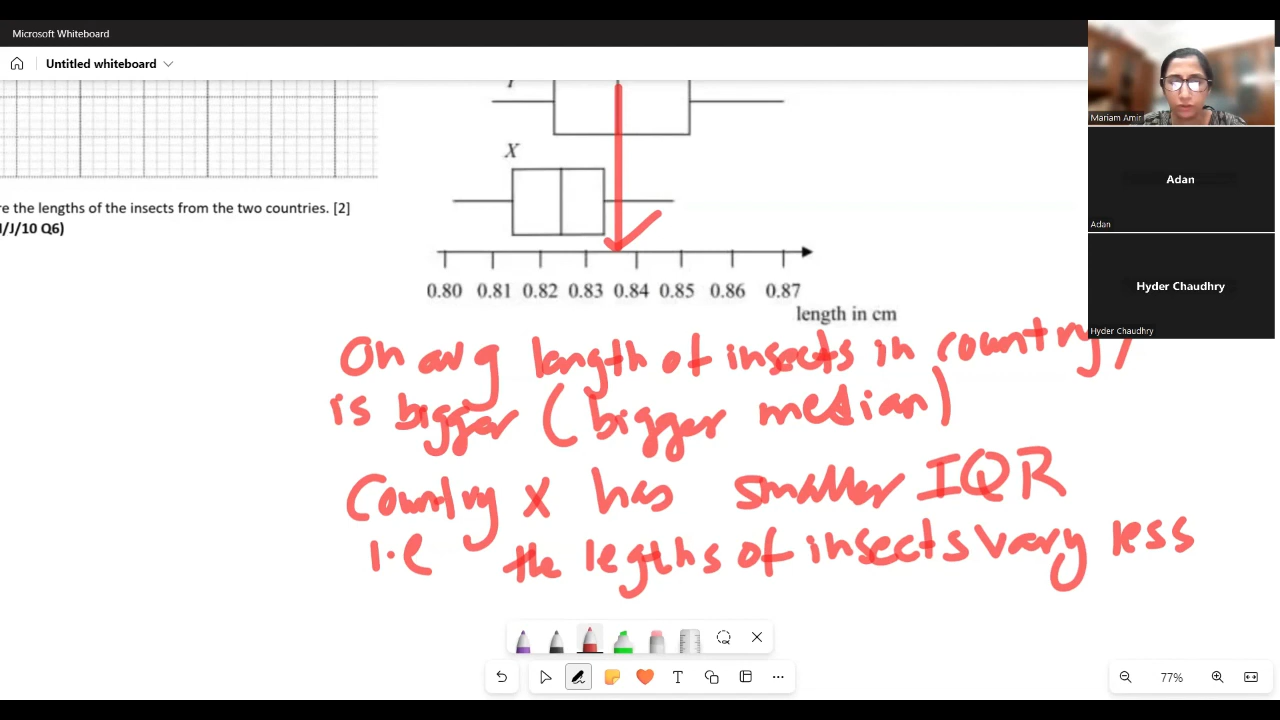 Microsoft Whiteboard
Untitled whiteboard
Mariam Amir
Adan
Adan
Hyder Chaudhry
Hyder Chaudhry
X
re the lengths of the insects from the two countries. [2]
/J/10 Q6)
0.80 0.81 0.82 0.83 0.84 0.85 0.86 0.87
length in cm
On avg length of insects in country
is bigger (bigger median)
Country X has smaller IQR
i.e the legths of insects vary less
T
77%